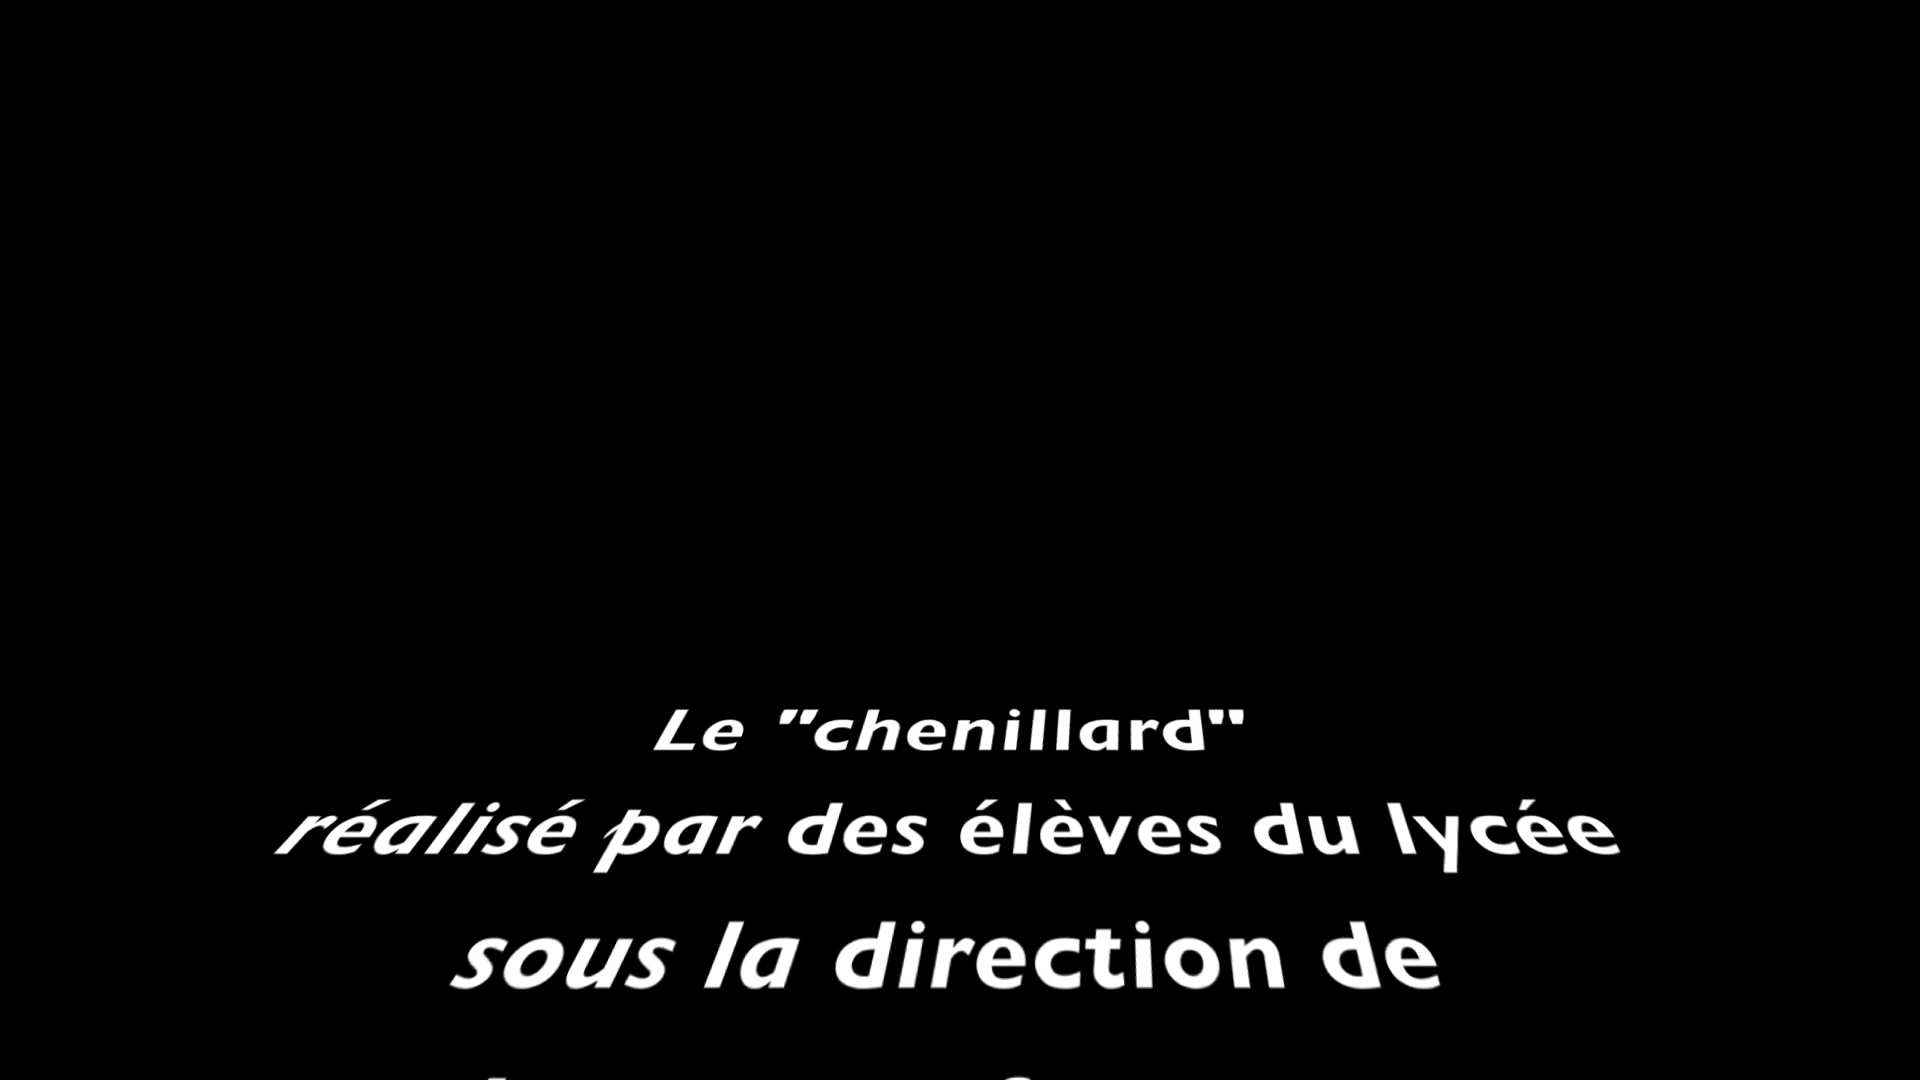 Le "chenillard"
réalisé par des élèves du lycée
sous la direction de